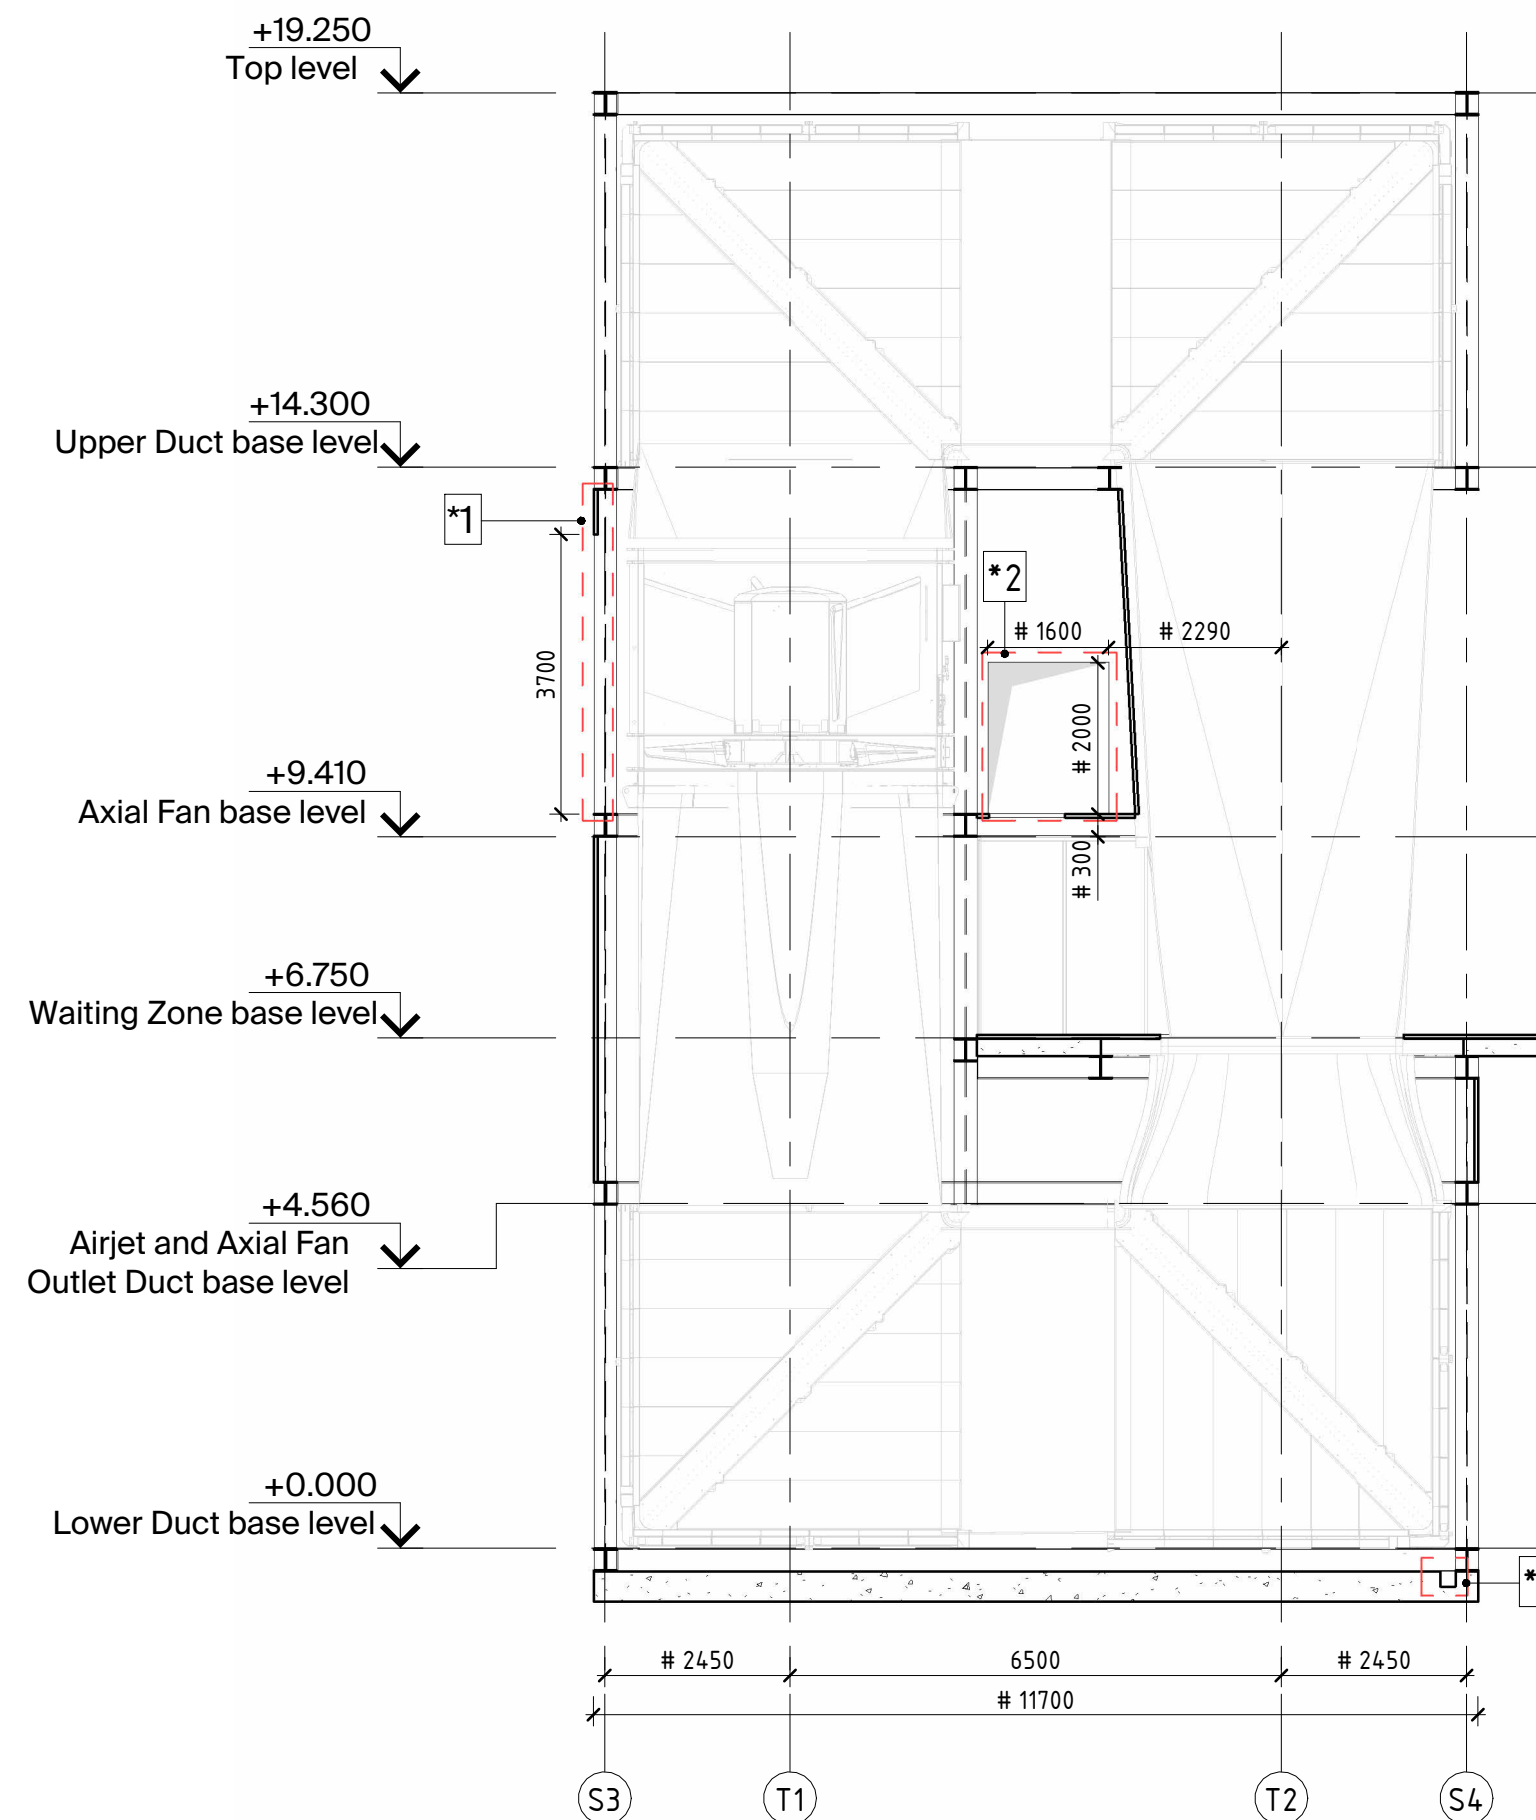 +19.250
Top level
+14.300
Upper Duct base level
*1
*2
# 1600
# 2290
3700
# 2000
+9.410
Axial Fan base level
# 300
+6.750
Waiting Zone base level
+4.560
Airjet and Axial Fan
Outlet Duct base level
+0.000
Lower Duct base level
*
# 2450
6500
# 2450
# 11700
S3
T1
T2
S4